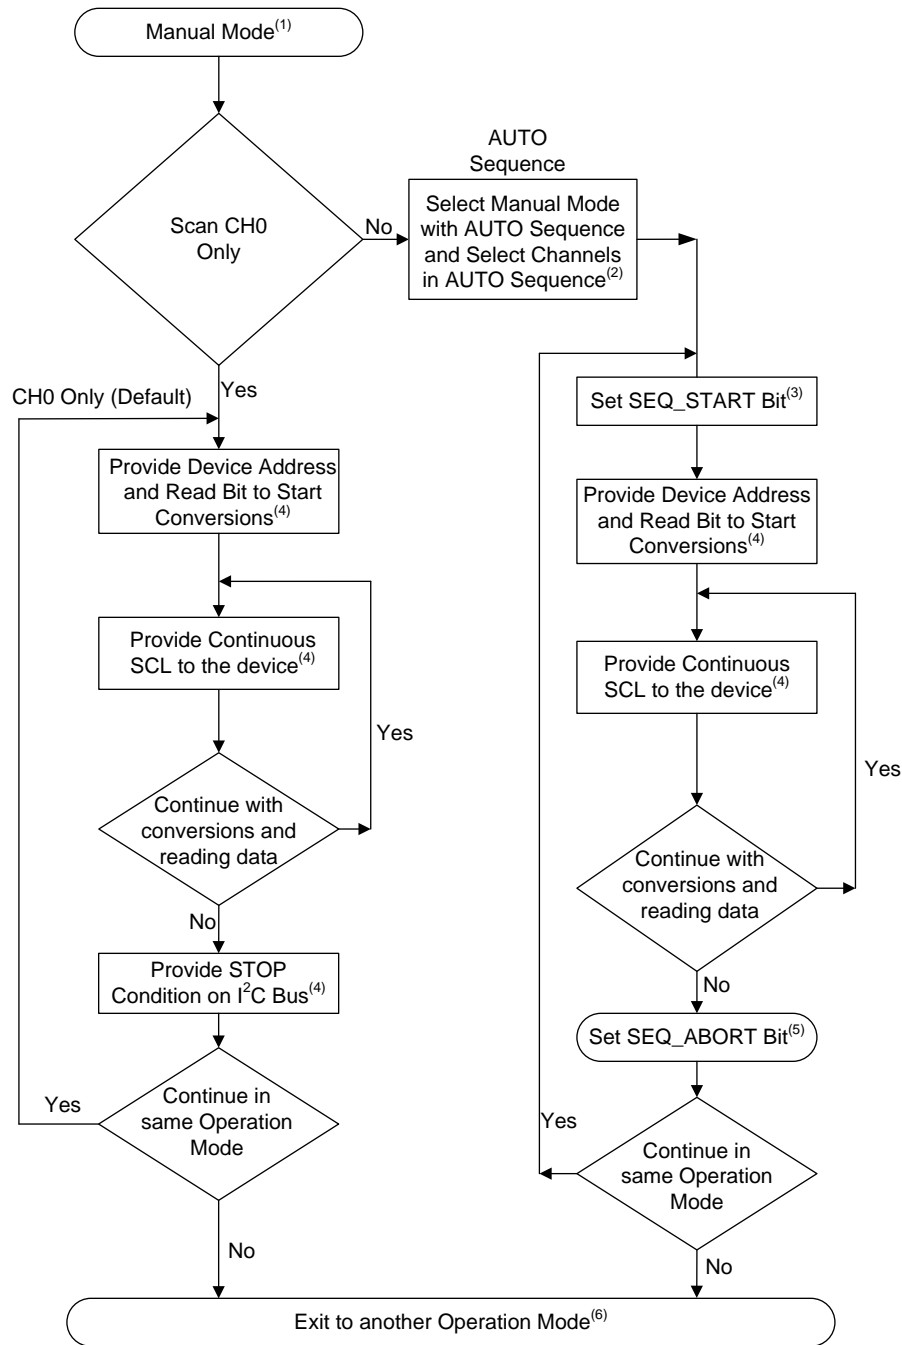 Manual Mode(1)
Scan CH0
Only
No
AUTO
Sequence
Select Manual Mode
with AUTO Sequence
and Select Channels
in AUTO Sequence(2)
Yes
CH0 Only (Default)
Provide Device Address
and Read Bit to Start
Conversions(4)
Provide Continuous
SCL to the device(4)
Yes
Continue with
conversions and
reading data
No
Provide STOP
Condition on I2C Bus(4)
Yes
Continue in
same Operation
Mode
No
Set SEQ_START Bit(3)
Provide Device Address
and Read Bit to Start
Conversions(4)
Provide Continuous
SCL to the device(4)
Yes
Continue with
conversions and
reading data
No
Set SEQ_ABORT Bit(5)
Yes
Continue in
same Operation
Mode
No
Exit to another Operation Mode(6)